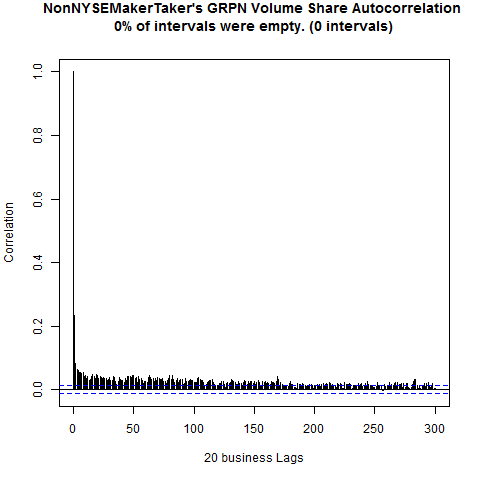 NonNYSEMakerTaker's GRPN Volume Share Autocorrelation
0% of intervals were empty. (0 intervals)
Correlation
1.0
0.8
0.6
0.4
0.2
0.0
0 50 100 150 200 250 300
20 business Lags